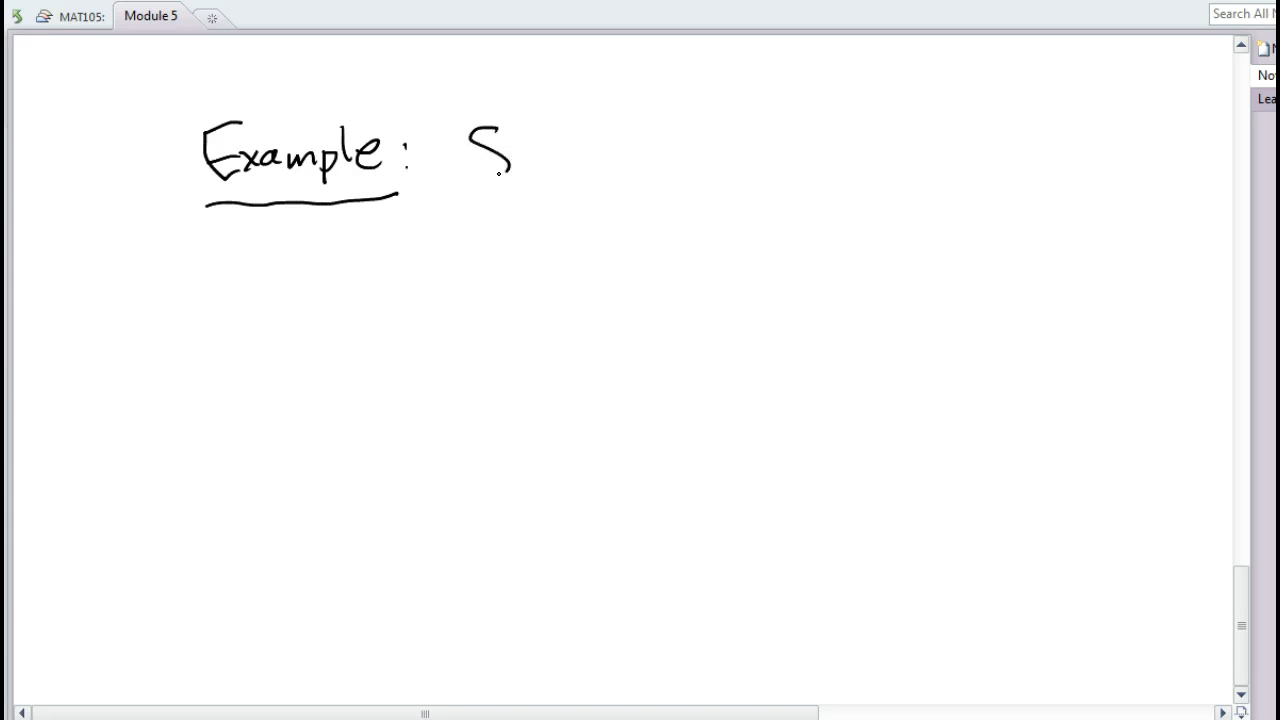 MAT105: Module 5
Search All N
N
No
Lea
Example: S